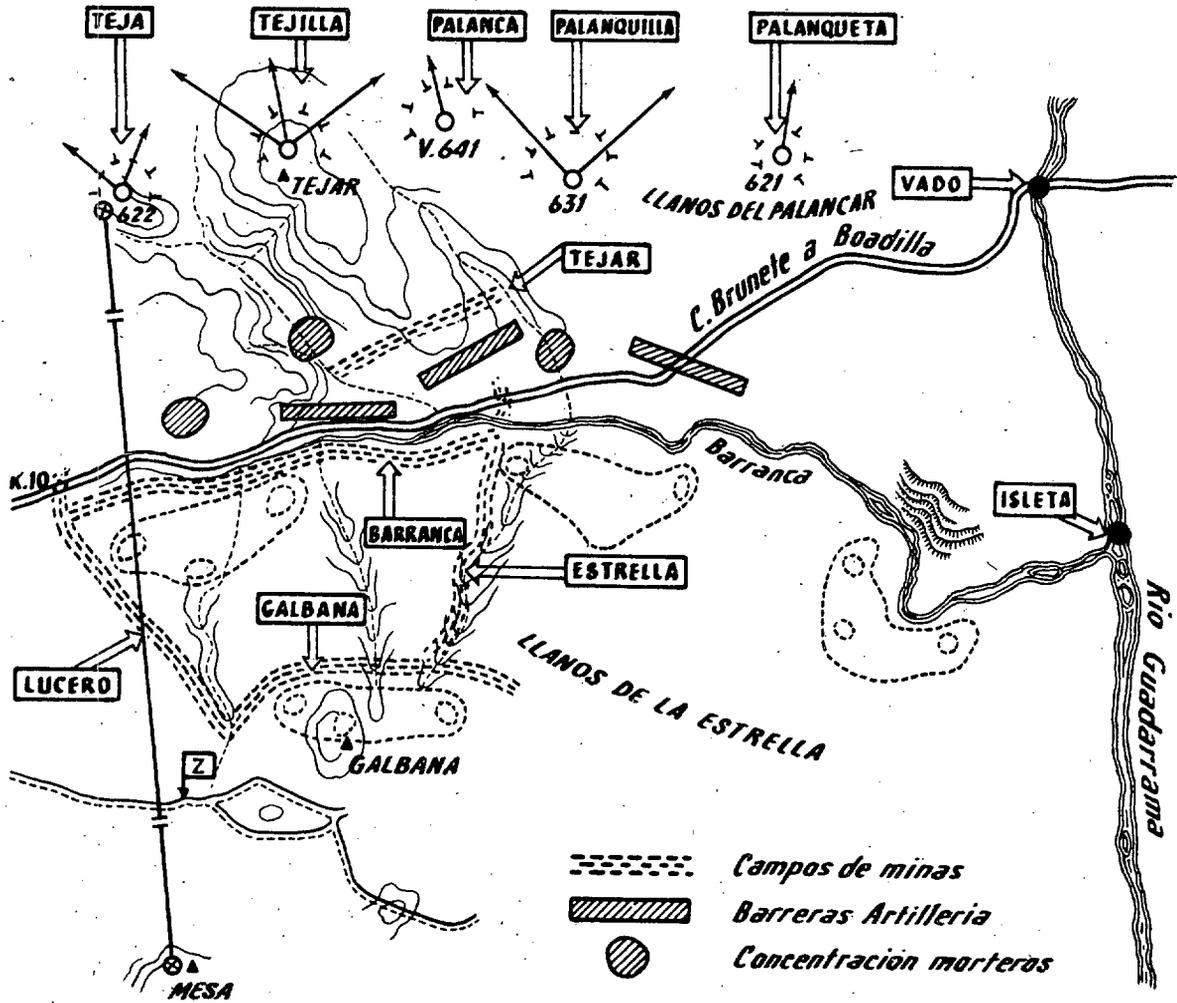 TEJA
TEJILLA
PALANCA
PALANQUILLA
PALANQUETA
V.641
TEJAR
622
631
621
LLANOS DEL PALANCAR
VADO
TEJAR
C. Brunete a Boadilla
K.10
Barranca
ISLETA
BARRANCA
ESTRELLA
GALBANA
LUCERO
LLANOS DE LA ESTRELLA
Rio Guadarrama
GALBANA
Z
Campos de minas
Barreras Artilleria
Concentración morteros
MESA